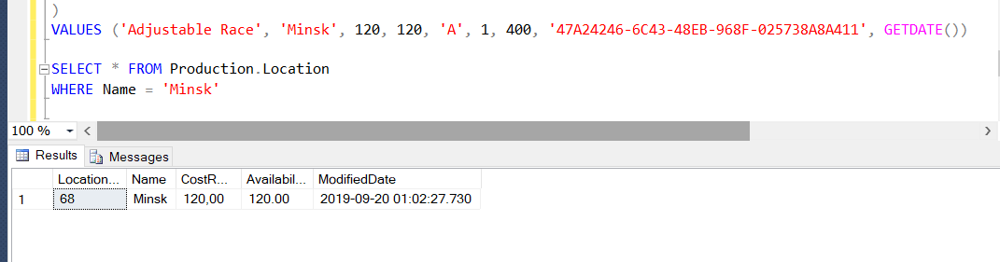 )
VALUES ('Adjustable Race', 'Minsk', 120, 120, 'A', 1, 400, '47A24246-6C43-48EB-968F-025738A8A411', GETDATE())
SELECT * FROM Production.Location
WHERE Name = 'Minsk'
100 %
Results Messages
Location... Name CostR... Availabil... ModifiedDate
1 68 Minsk 120,00 120.00 2019-09-20 01:02:27.730